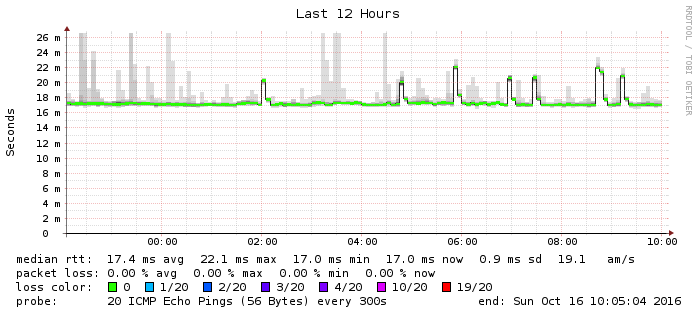 Last 12 Hours
RRDTOOL / TOBI OETIKER
Seconds
26 m
24 m
22 m
20 m
18 m
16 m
14 m
12 m
10 m
8 m
6 m
4 m
2 m
0
00:00 02:00 04:00 06:00 08:00 10:00
median rtt: 17.4 ms avg 22.1 ms max 17.0 ms min 17.0 ms now 0.9 ms sd 19.1 am/s
packet loss: 0.00 % avg 0.00 % max 0.00 % min 0.00 % now
loss color: 0 1/20 2/20 3/20 4/20 10/20 19/20
probe: 20 ICMP Echo Pings (56 Bytes) every 300s end: Sun Oct 16 10:05:04 2016